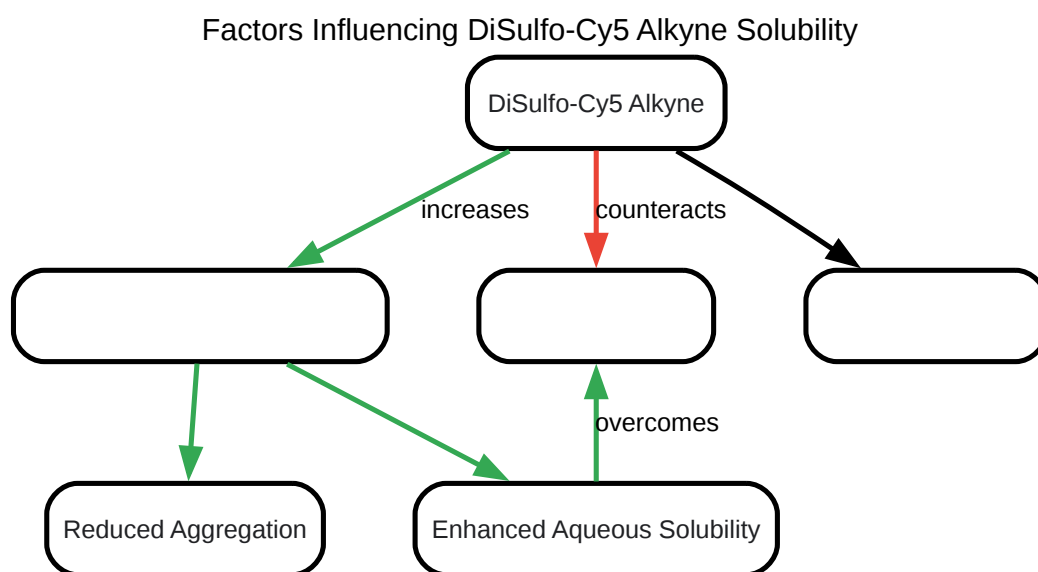 Factors Influencing DiSulfo-Cy5 Alkyne Solubility
DiSulfo-Cy5 Alkyne
increases
counteracts
overcomes
Reduced Aggregation
Enhanced Aqueous Solubility